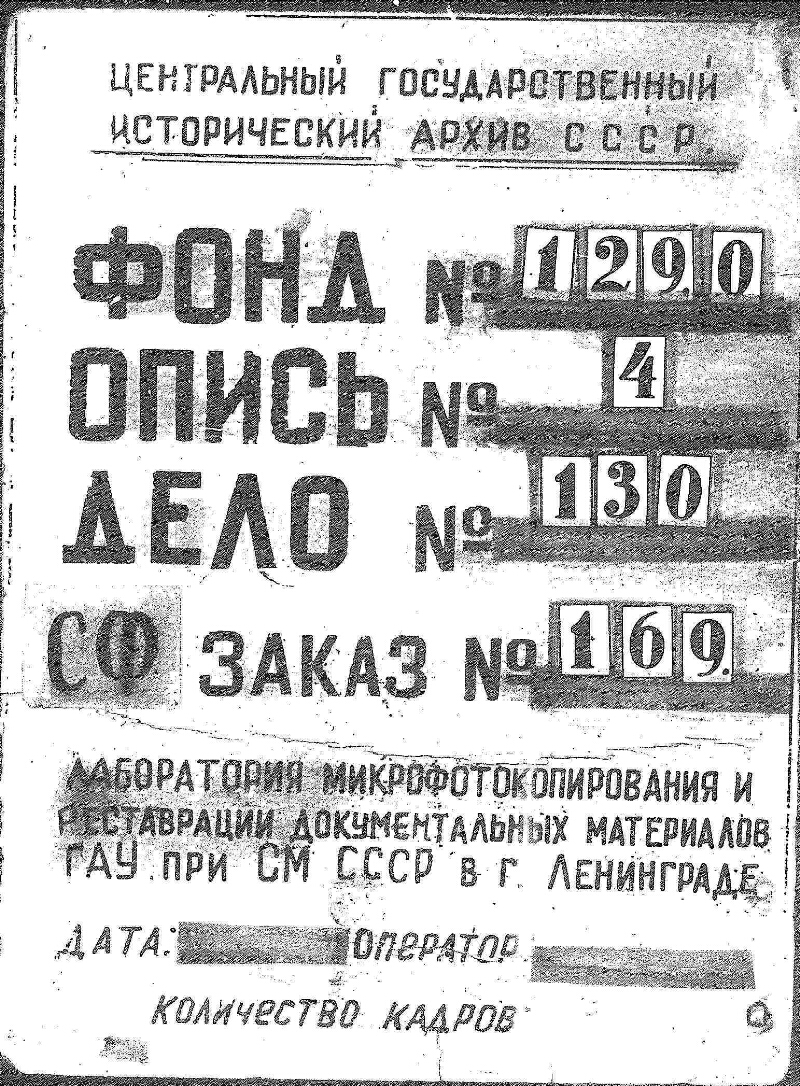 ЦЕНТРАЛЬНЫЙ ГОСУДАРСТВЕННЫЙ
ИСТОРИЧЕСКИЙ АРХИВ СССР.
ФОНД № 1290
ОПИСЬ № 4
ДЕЛО № 130
СФ ЗАКАЗ № 169.
ЛАБОРАТОРИЯ МИКРОФОТОКОПИРОВАНИЯ И
РЕСТАВРАЦИИ ДОКУМЕНТАЛЬНЫХ МАТЕРИАЛОВ
ГАУ ПРИ СМ СССР В Г. ЛЕНИНГРАДЕ
ДАТА: ОПЕРАТОР
КОЛИЧЕСТВО КАДРОВ